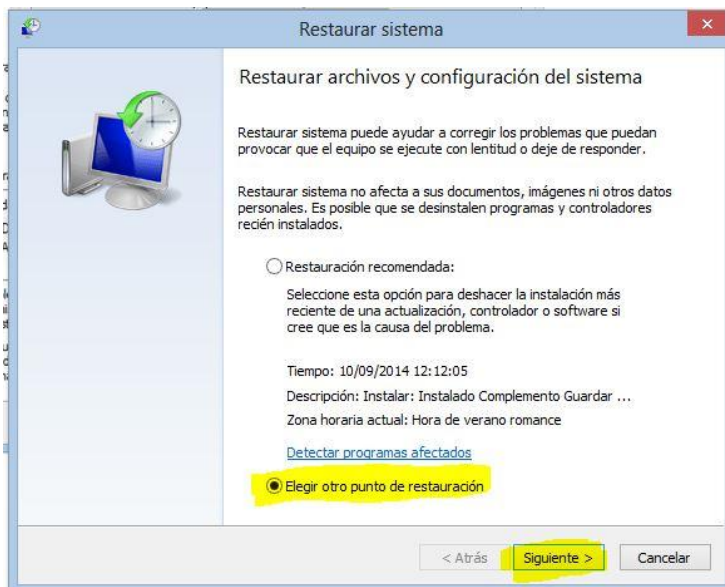 Restaurar sistema
Restaurar archivos y configuración del sistema
Restaurar sistema puede ayudar a corregir los problemas que puedan
provocar que el equipo se ejecute con lentitud o deje de responder.
Restaurar sistema no afecta a sus documentos, imágenes ni otros datos
personales. Es posible que se desinstalen programas y controladores
recién instalados.
Restauración recomendada:
Seleccione esta opción para deshacer la instalación más
reciente de una actualización, controlador o software si
cree que es la causa del problema.
Tiempo: 10/09/2014 12:12:05
Descripción: Instalar: Instalado Complemento Guardar ...
Zona horaria actual: Hora de verano romance
Detectar programas afectados
Elegir otro punto de restauración
< Atrás Siguiente > Cancelar